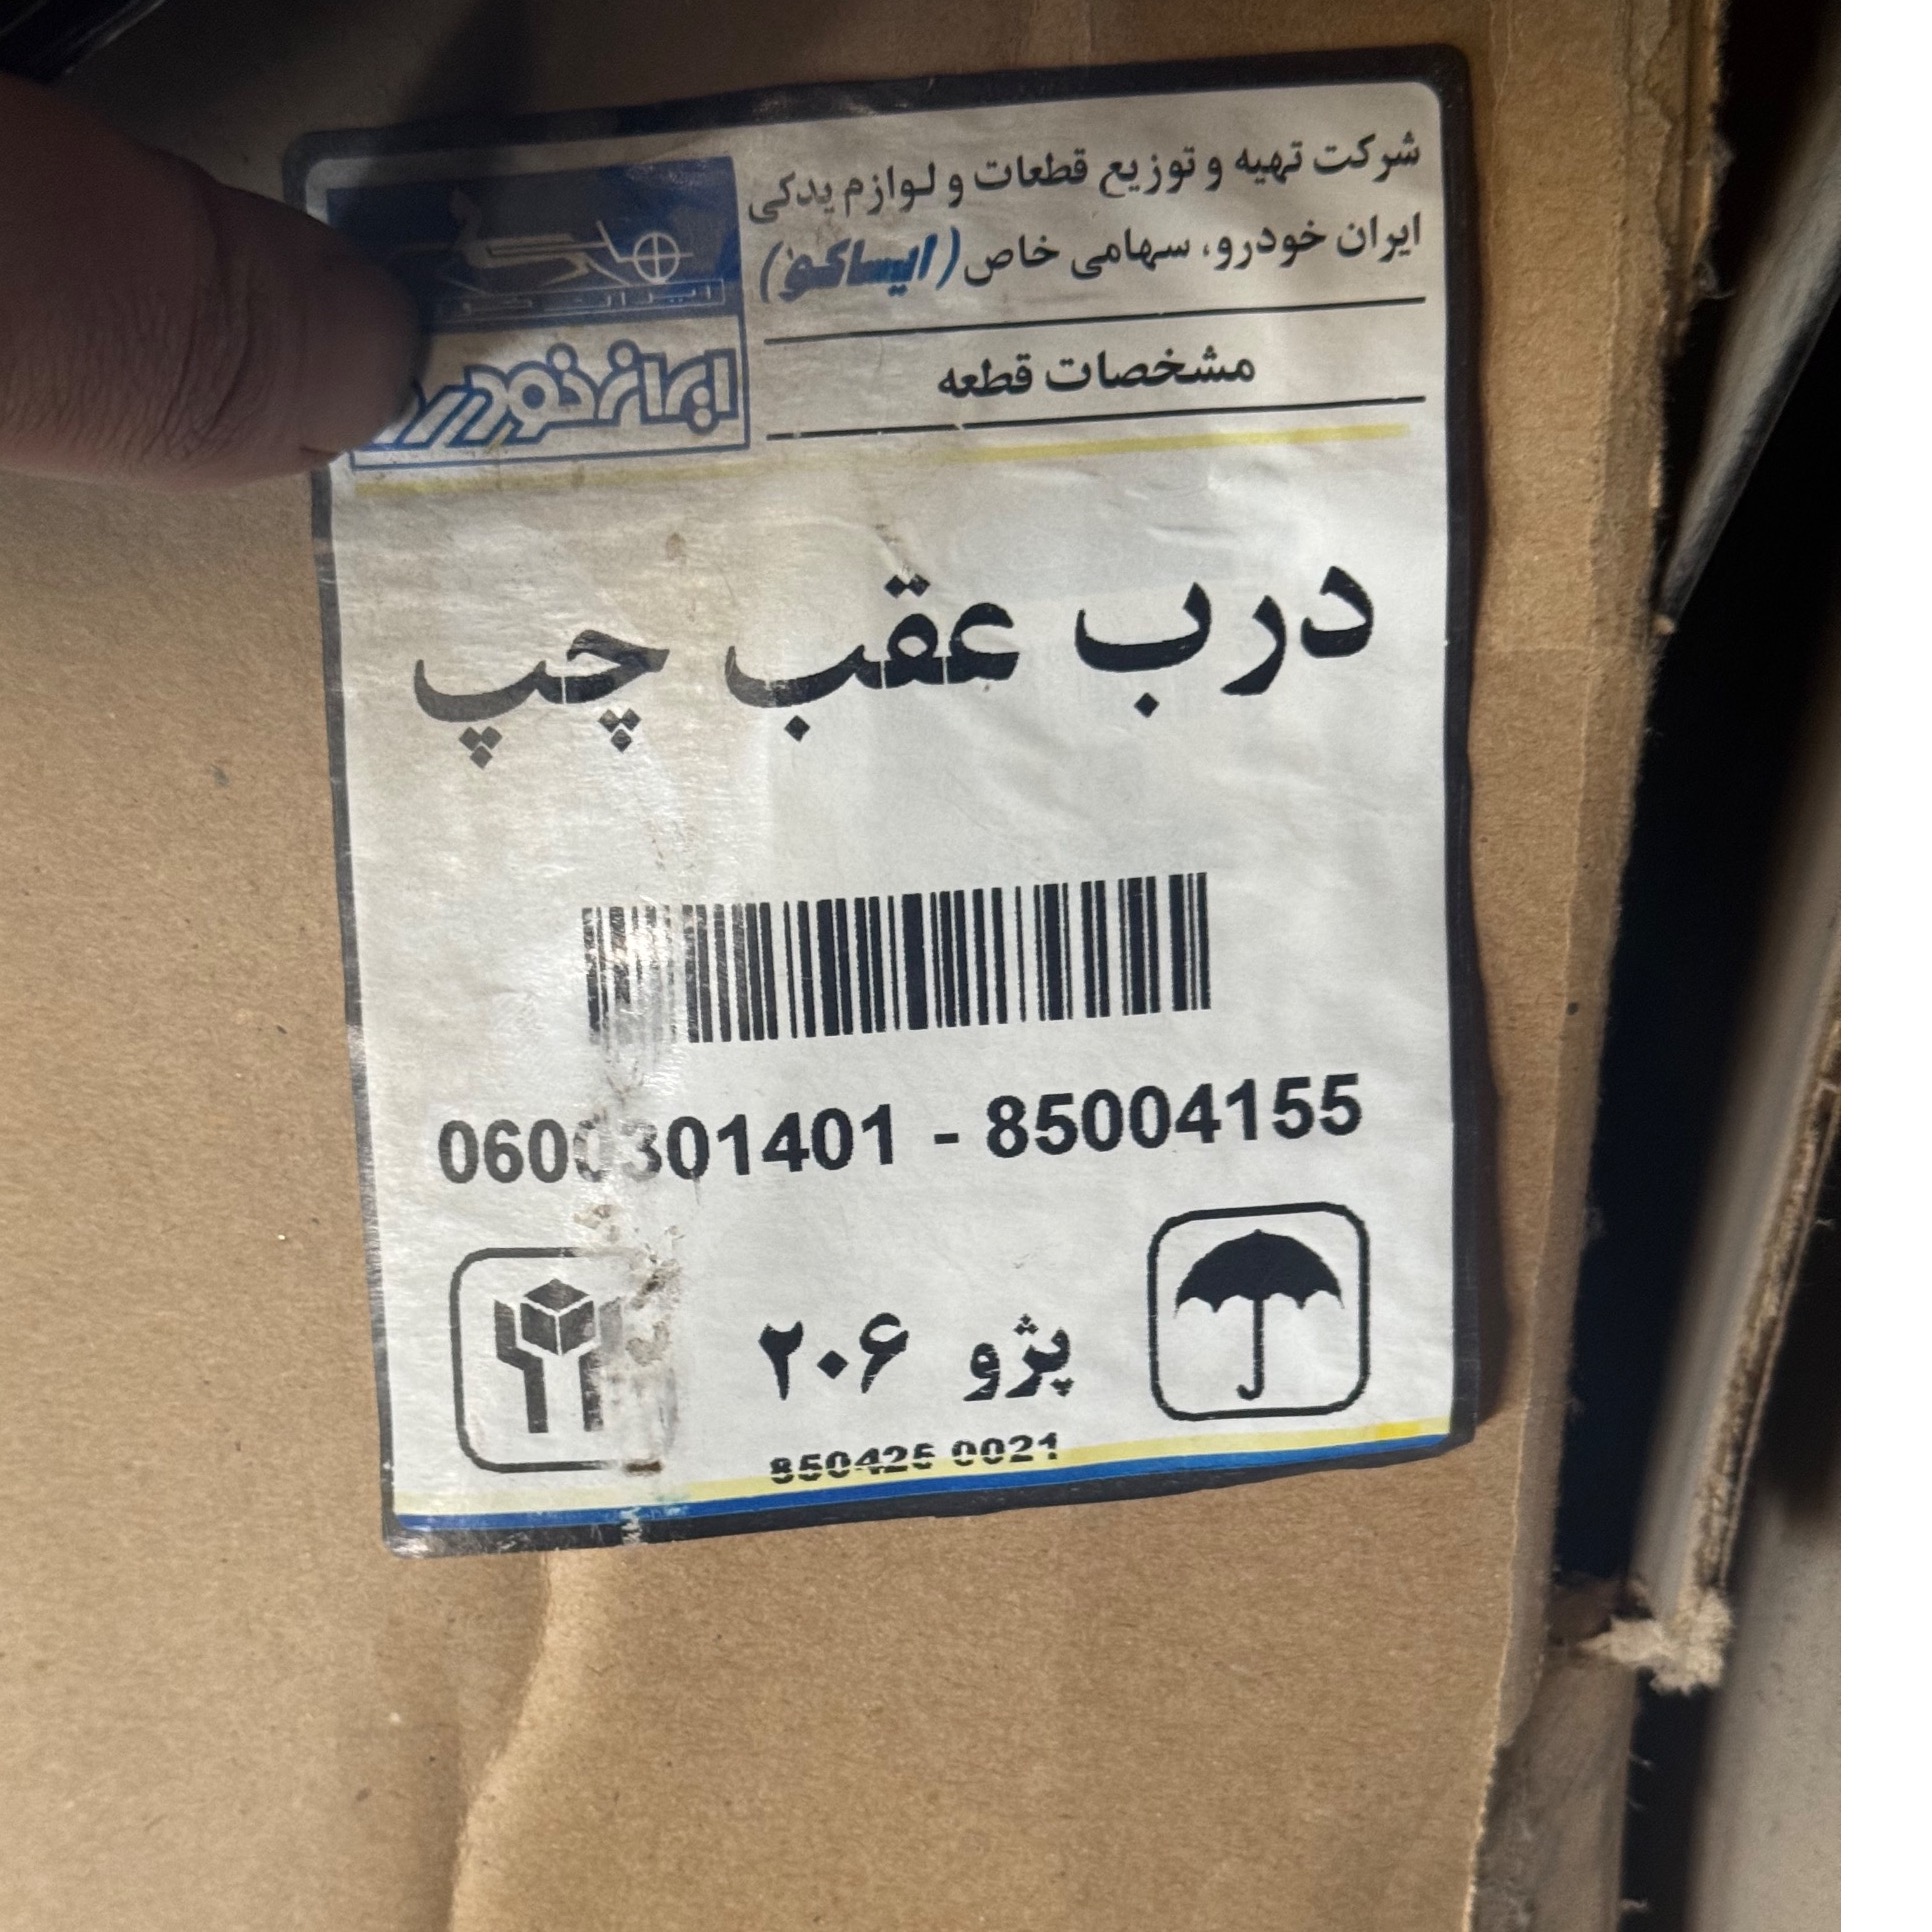 شرکت تهیه و توزیع قطعات و لوازم یدکی
ایران خودرو، سهامی خاص (ایساکو)
ایران خودرو
مشخصات قطعه
درب عقب چپ
0600301401 - 85004155
پژو ۲۰۶
850425 0021